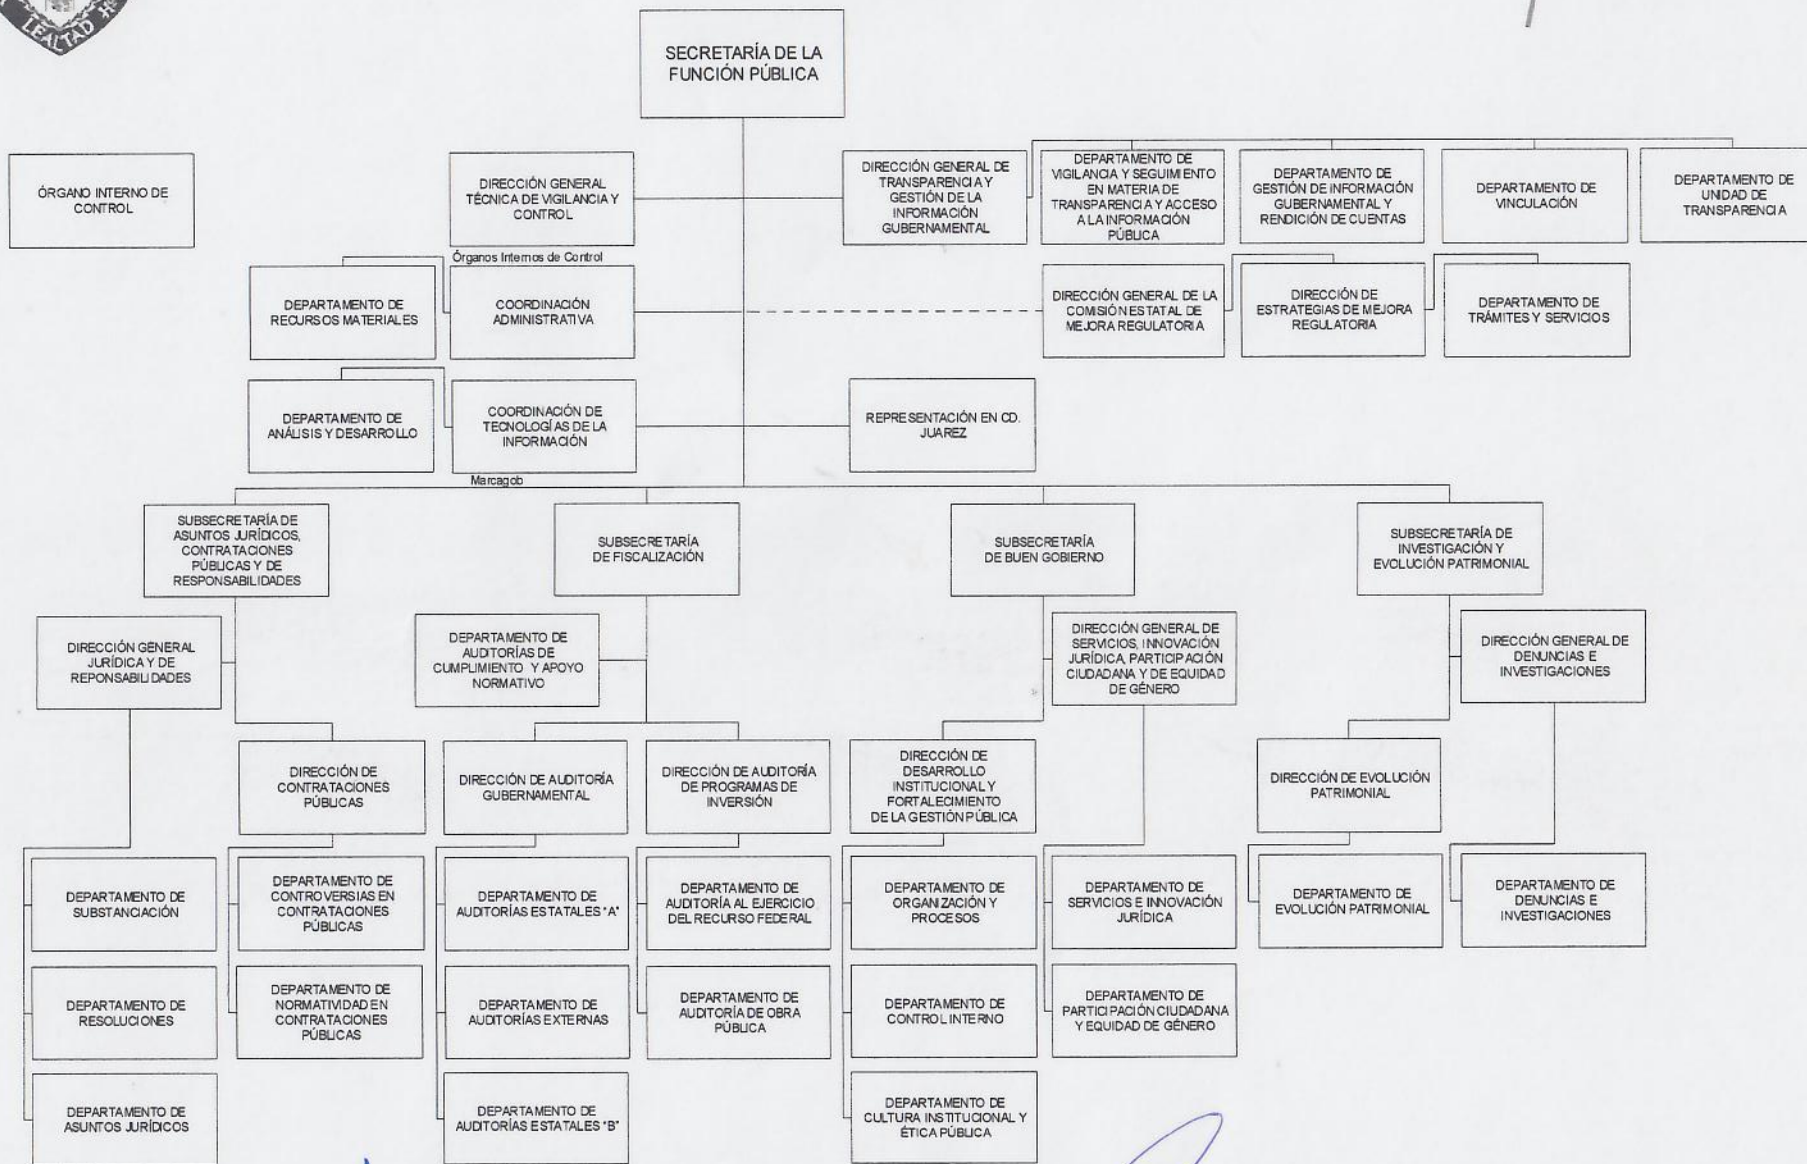 LEALTAD
SECRETARÍA DE LA
FUNCIÓN PÚBLICA
ÓRGANO INTERNO DE
CONTROL
DIRECCIÓN GENERAL
TÉCNICA DE VIGILANCIA Y
CONTROL
DIRECCIÓN GENERAL DE
TRANSPARENCIA Y
GESTIÓN DE LA
INFORMACIÓN
GUBERNAMENTAL
DEPARTAMENTO DE
VIGILANCIA Y SEGUIMIENTO
EN MATERIA DE
TRANSPARENCIA Y ACCESO
A LA INFORMACIÓN
PÚBLICA
DEPARTAMENTO DE
GESTIÓN DE INFORMACIÓN
GUBERNAMENTAL Y
RENDICIÓN DE CUENTAS
DEPARTAMENTO DE
VINCULACIÓN
DEPARTAMENTO DE
UNIDAD DE
TRANSPARENCIA
Órganos Internos de Control
DEPARTAMENTO DE
RECURSOS MATERIALES
COORDINACIÓN
ADMINISTRATIVA
DIRECCIÓN GENERAL DE LA
COMISIÓN ESTATAL DE
MEJORA REGULATORIA
DIRECCIÓN DE
ESTRATEGIAS DE MEJORA
REGULATORIA
DEPARTAMENTO DE
TRÁMITES Y SERVICIOS
DEPARTAMENTO DE
ANÁLISIS Y DESARROLLO
COORDINACIÓN DE
TECNOLOGÍAS DE LA
INFORMACIÓN
REPRESENTACIÓN EN CD.
JUAREZ
Marcagob
SUBSECRETARÍA DE
ASUNTOS JURÍDICOS,
CONTRATACIONES
PÚBLICAS Y DE
RESPONSABILIDADES
SUBSECRETARÍA
DE FISCALIZACIÓN
SUBSECRETARÍA
DE BUEN GOBIERNO
SUBSECRETARÍA DE
INVESTIGACIÓN Y
EVOLUCIÓN PATRIMONIAL
DIRECCIÓN GENERAL
JURÍDICA Y DE
REPONSABILIDADES
DEPARTAMENTO DE
AUDITORÍAS DE
CUMPLIMIENTO Y APOYO
NORMATIVO
DIRECCIÓN GENERAL DE
SERVICIOS, INNOVACIÓN
JURÍDICA, PARTICIPACIÓN
CIUDADANA Y DE EQUIDAD
DE GÉNERO
DIRECCIÓN GENERAL DE
DENUNCIAS E
INVESTIGACIONES
DIRECCIÓN DE
CONTRATACIONES
PÚBLICAS
DIRECCIÓN DE AUDITORÍA
GUBERNAMENTAL
DIRECCIÓN DE AUDITORÍA
DE PROGRAMAS DE
INVERSIÓN
DIRECCIÓN DE
DESARROLLO
INSTITUCIONAL Y
FORTALECIMIENTO
DE LA GESTIÓN PÚBLICA
DIRECCIÓN DE EVOLUCIÓN
PATRIMONIAL
DEPARTAMENTO DE
SUBSTANCIACIÓN
DEPARTAMENTO DE
CONTROVERSIAS EN
CONTRATACIONES
PÚBLICAS
DEPARTAMENTO DE
AUDITORÍAS ESTATALES "A"
DEPARTAMENTO DE
AUDITORÍA AL EJERCICIO
DEL RECURSO FEDERAL
DEPARTAMENTO DE
ORGANIZACIÓN Y
PROCESOS
DEPARTAMENTO DE
SERVICIOS E INNOVACIÓN
JURÍDICA
DEPARTAMENTO DE
EVOLUCIÓN PATRIMONIAL
DEPARTAMENTO DE
DENUNCIAS E
INVESTIGACIONES
DEPARTAMENTO DE
RESOLUCIONES
DEPARTAMENTO DE
NORMATIVIDAD EN
CONTRATACIONES
PÚBLICAS
DEPARTAMENTO DE
AUDITORÍAS EXTERNAS
DEPARTAMENTO DE
AUDITORÍA DE OBRA
PÚBLICA
DEPARTAMENTO DE
CONTROL INTERNO
DEPARTAMENTO DE
PARTICIPACIÓN CIUDADANA
Y EQUIDAD DE GÉNERO
DEPARTAMENTO DE
ASUNTOS JURÍDICOS
DEPARTAMENTO DE
AUDITORÍAS ESTATALES "B"
DEPARTAMENTO DE
CULTURA INSTITUCIONAL Y
ÉTICA PÚBLICA